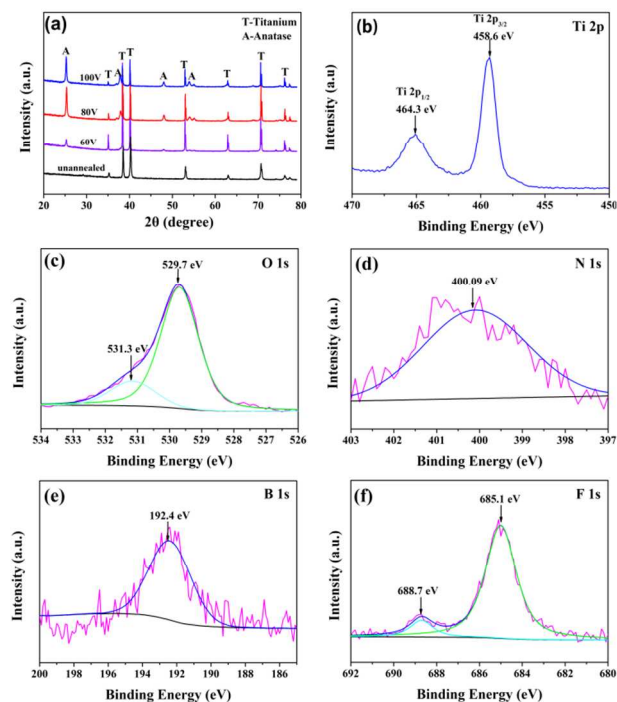 (a)
T-Titanium
A-Anatase
A T A T T A T A T T T
100V
80V
60V
unannealed
Intensity (a.u.)
20 30 40 50 60 70 80
2θ (degree)
(b)
Ti 2p
Ti 2p3/2
458.6 eV
Ti 2p1/2
464.3 eV
Intensity (a.u.)
470 465 460 455 450
Binding Energy (eV)
(c)
O 1s
529.7 eV
531.3 eV
Intensity (a.u.)
534 533 532 531 530 529 528 527 526
Binding Energy (eV)
(d)
N 1s
400.09 eV
Intensity (a.u.)
403 402 401 400 399 398 397
Binding Energy (eV)
(e)
B 1s
192.4 eV
Intensity (a.u.)
200 198 196 194 192 190 188 186
Binding Energy (eV)
(f)
F 1s
685.1 eV
688.7 eV
Intensity (a.u.)
692 690 688 686 684 682 680
Binding Energy (eV)